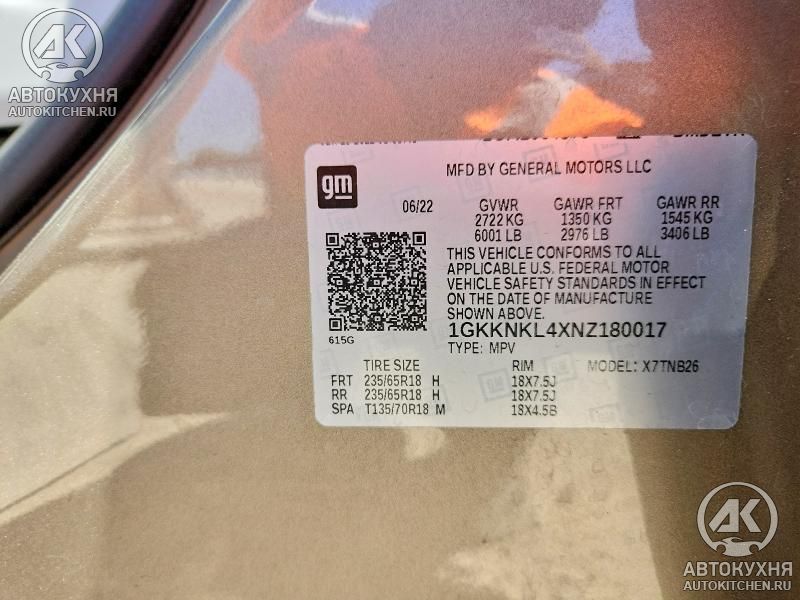 АК
АВТОКУХНЯ
AUTOKITCHEN.RU
gm
MFD BY GENERAL MOTORS LLC
06/22
GVWR GAWR FRT GAWR RR
2722 KG 1350 KG 1545 KG
6001 LB 2976 LB 3406 LB
THIS VEHICLE CONFORMS TO ALL
APPLICABLE U.S. FEDERAL MOTOR
VEHICLE SAFETY STANDARDS IN EFFECT
ON THE DATE OF MANUFACTURE
SHOWN ABOVE.
615G
1GKKNKL4XNZ180017
TYPE: MPV
TIRE SIZE RIM MODEL: X7TNB26
FRT 235/65R18 H 18X7.5J
RR 235/65R18 H 18X7.5J
SPA T135/70R18 M 18X4.5B
АК
АВТОКУХНЯ
AUTOKITCHEN.RU